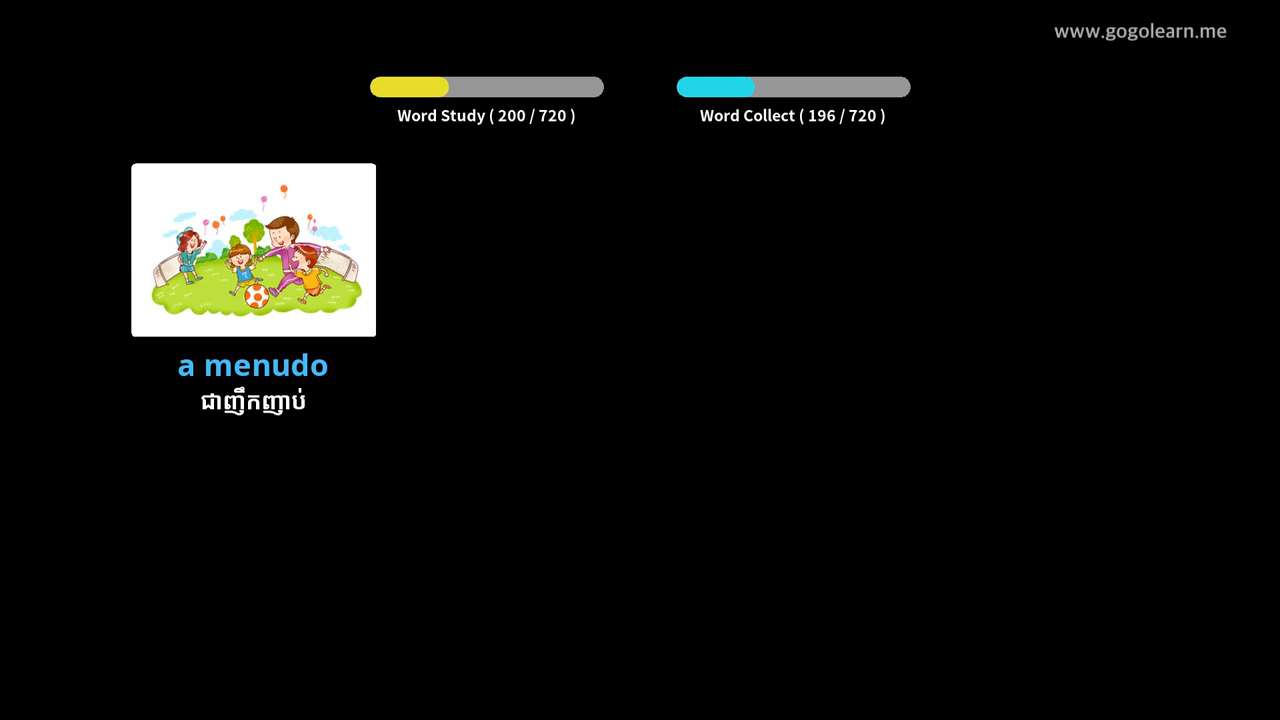 www.gogolearn.me
Word Study ( 200 / 720 )
Word Collect ( 196 / 720 )
a menudo
ជាញឹកញាប់